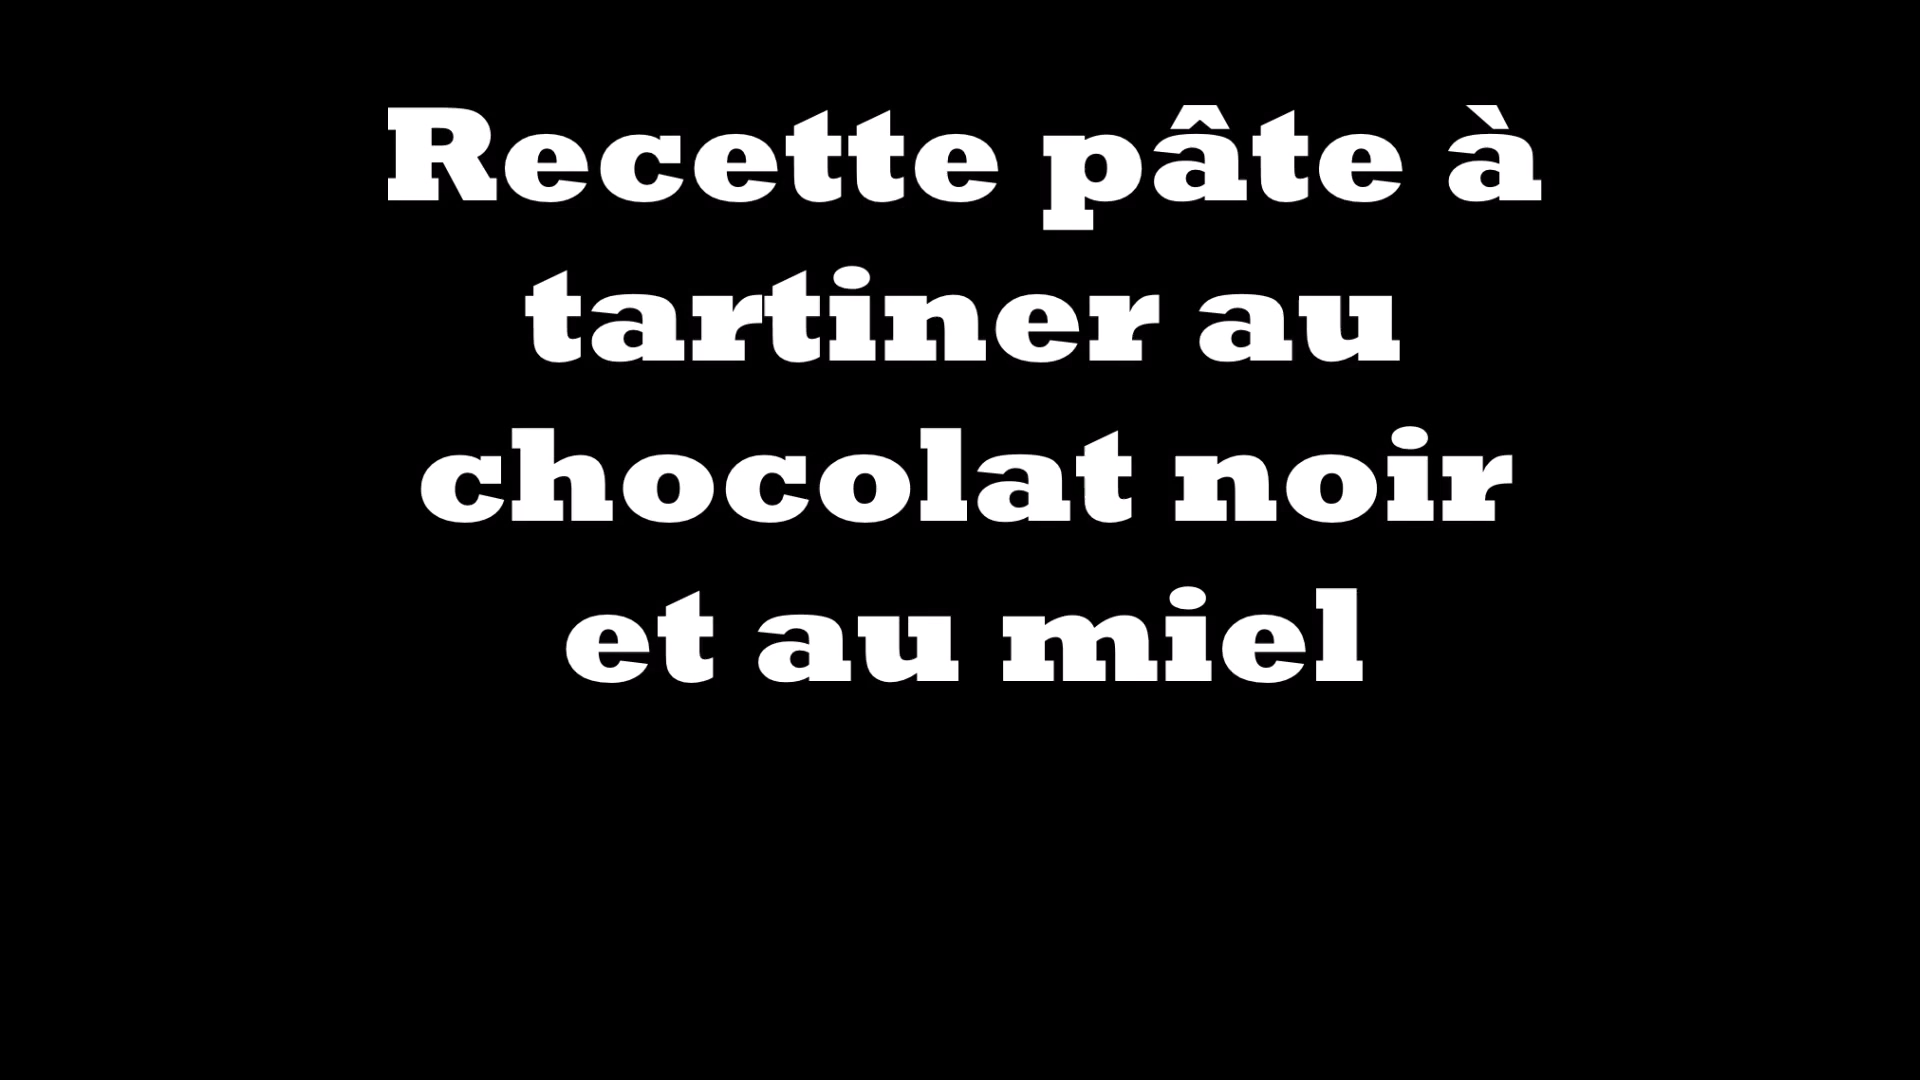 Recette pâte à
tartiner au
chocolat noir
et au miel